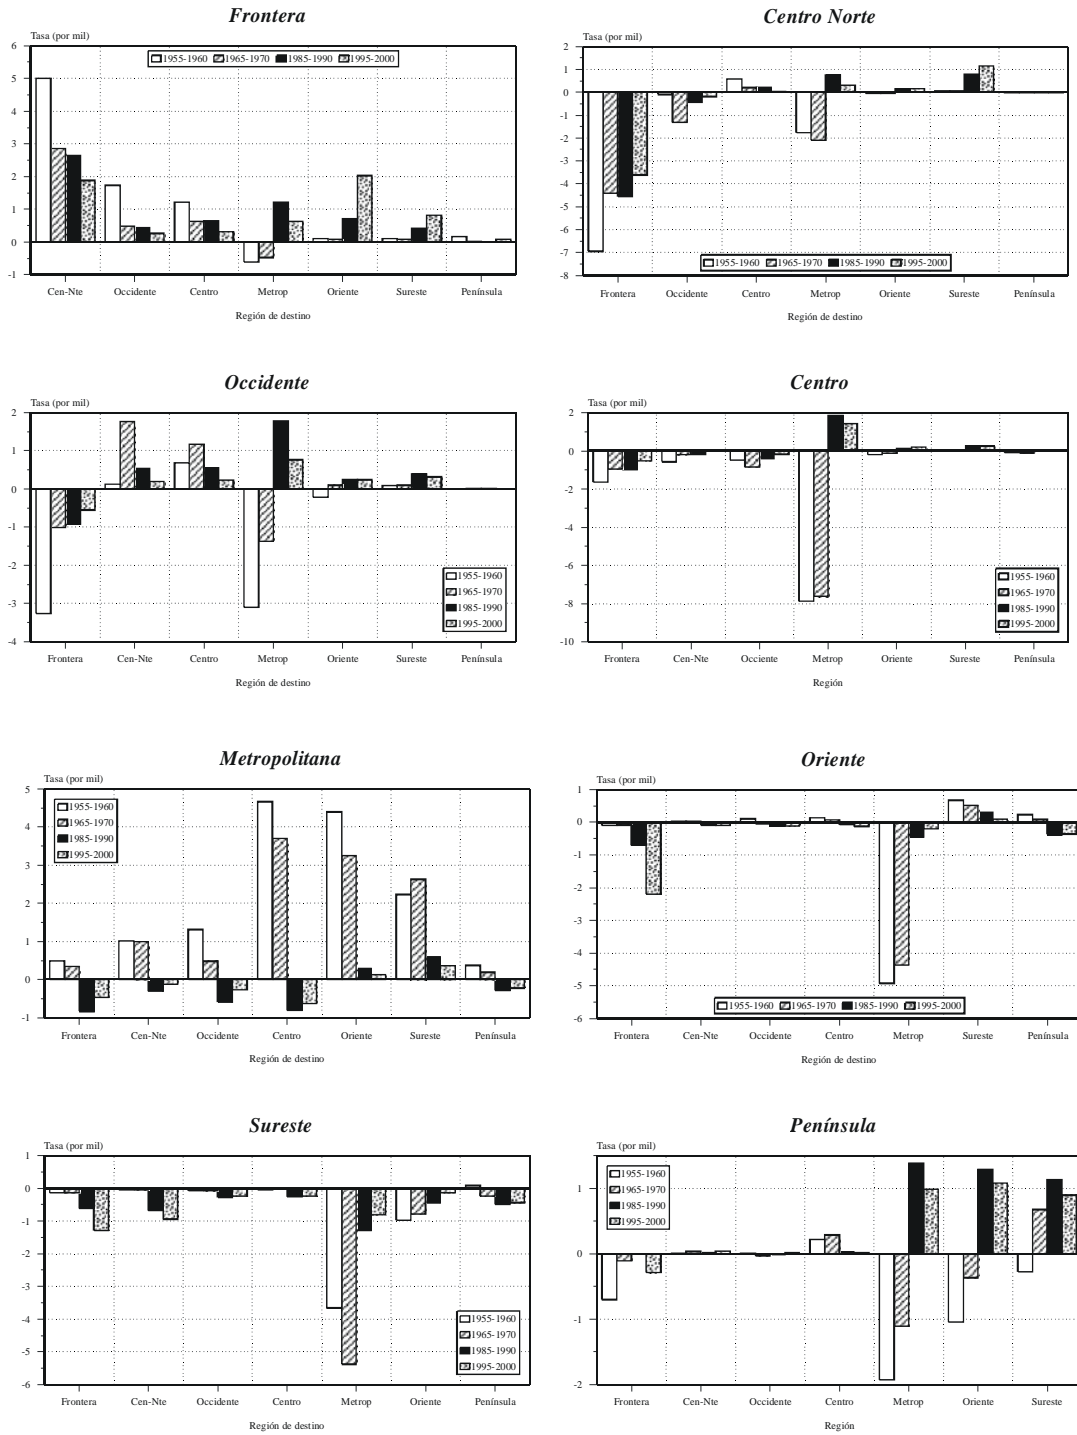 Frontera
Tasa (por mil)
1955-1960 1965-1970 1985-1990 1995-2000
6
5
4
3
2
1
0
-1
Cen-Nte Occidente Centro Metrop Oriente Sureste Península
Región de destino
Centro Norte
Tasa (por mil)
2
1
0
-1
-2
-3
-4
-5
-6
-7
-8
1955-1960 1965-1970 1985-1990 1995-2000
Frontera Occidente Centro Metrop Oriente Sureste Península
Región de destino
Occidente
Tasa (por mil)
2
1
0
-1
-2
-3
-4
1955-1960
1965-1970
1985-1990
1995-2000
Frontera Cen-Nte Centro Metrop Oriente Sureste Península
Región de destino
Centro
Tasa (por mil)
2
0
-2
-4
-6
-8
-10
1955-1960
1965-1970
1985-1990
1995-2000
Frontera Cen-Nte Occiente Metrop Oriente Sureste Península
Región
Metropolitana
Tasa (por mil)
5
4
3
2
1
0
-1
1955-1960
1965-1970
1985-1990
1995-2000
Frontera Cen-Nte Occidente Centro Oriente Sureste Península
Región de destino
Oriente
Tasa (por mil)
1
0
-1
-2
-3
-4
-5
-6
1955-1960 1965-1970 1985-1990 1995-2000
Frontera Cen-Nte Occidente Centro Metrop Sureste Península
Región de destino
Sureste
Tasa (por mil)
1
0
-1
-2
-3
-4
-5
-6
1955-1960
1965-1970
1985-1990
1995-2000
Frontera Cen-Nte Occidente Centro Metrop Oriente Península
Región de destino
Península
Tasa (por mil)
1
0
-1
-2
1955-1960
1965-1970
1985-1990
1995-2000
Frontera Cen-Nte Occidente Centro Metrop Oriente Sureste
Región